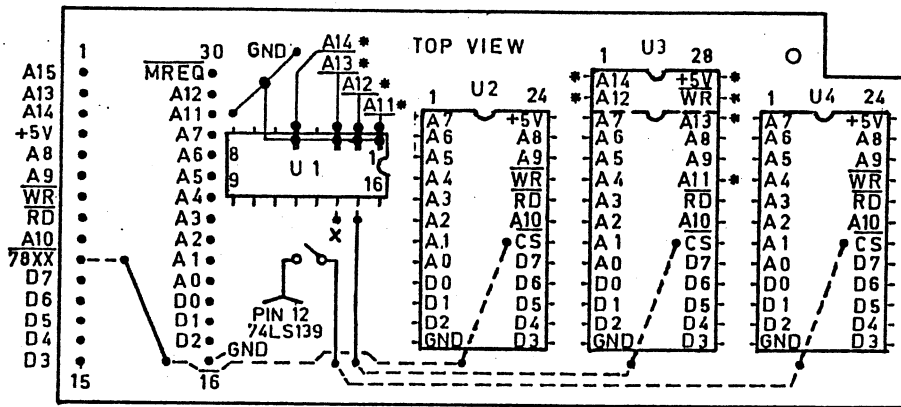 TOP VIEW
1
30
A15
A13
A14
+5V
A8
A9
WR
RD
A10
78XX
D7
D6
D5
D4
D3
15
MREQ
A12
A11
A7
A6
A5
A4
A3
A2
A1
A0
D0
D1
D2
GND
16
GND
A14*
A13*
A12*
A11*
8
9
U1
1
16
X
PIN 12
74LS139
U2
1
24
A7 +5V
A6 A8
A5 A9
A4 WR
A3 RD
A2 A10
A1 CS
A0 D7
D0 D6
D1 D5
D2 D4
GND D3
U3
1
28
* A14 +5V *
* A12 WR *
A7 A13 *
A6 A8
A5 A9
A4 A11 *
A3 RD
A2 A10
A1 CS
A0 D7
D0 D6
D1 D5
D2 D4
GND D3
U4
1
24
A7 +5V
A6 A8
A5 A9
A4 WR
A3 RD
A2 A10
A1 CS
A0 D7
D0 D6
D1 D5
D2 D4
GND D3